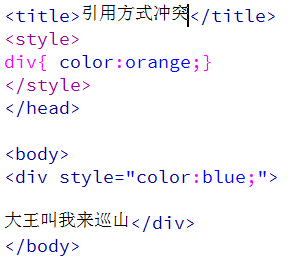 <title>引用方式冲突</title>
<style>
div{ color:orange;}
</style>
</head>
<body>
<div style="color:blue;">
大王叫我来巡山</div>
</body>